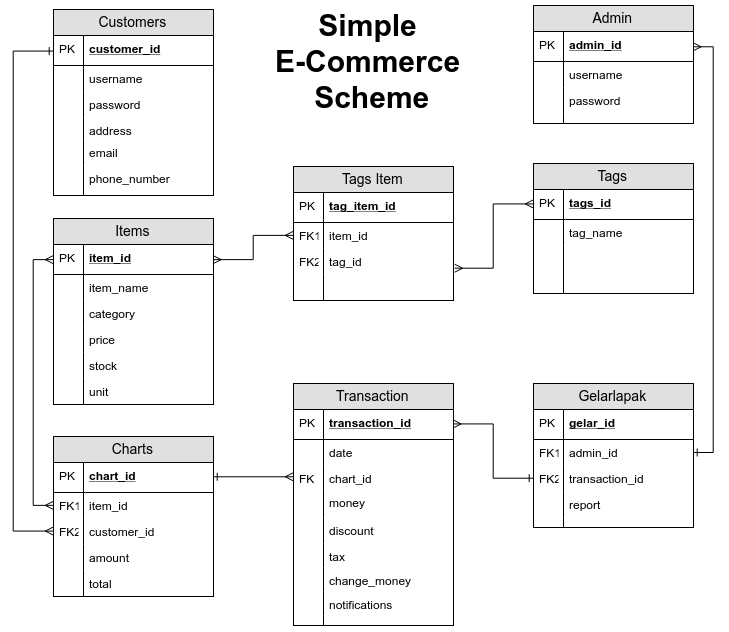 Simple
E-Commerce
Scheme
Customers
PK customer_id
username
password
address
email
phone_number
Admin
PK admin_id
username
password
Tags Item
PK tag_item_id
FK1 item_id
FK2 tag_id
Tags
PK tags_id
tag_name
Items
PK item_id
item_name
category
price
stock
unit
Transaction
PK transaction_id
date
FK chart_id
money
discount
tax
change_money
notifications
Gelarlapak
PK gelar_id
FK1 admin_id
FK2 transaction_id
report
Charts
PK chart_id
FK1 item_id
FK2 customer_id
amount
total